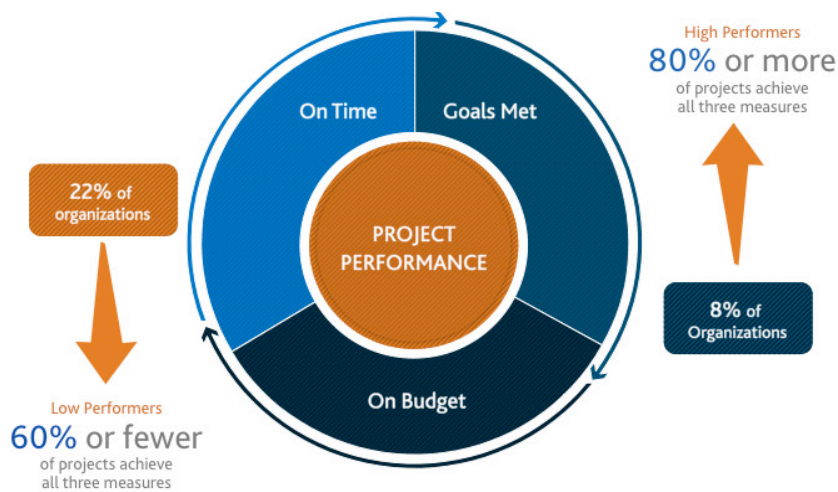 High Performers
80% or more
of projects achieve
all three measures
On Time
Goals Met
22% of
organizations
PROJECT
PERFORMANCE
8% of
Organizations
On Budget
Low Performers
60% or fewer
of projects achieve
all three measures